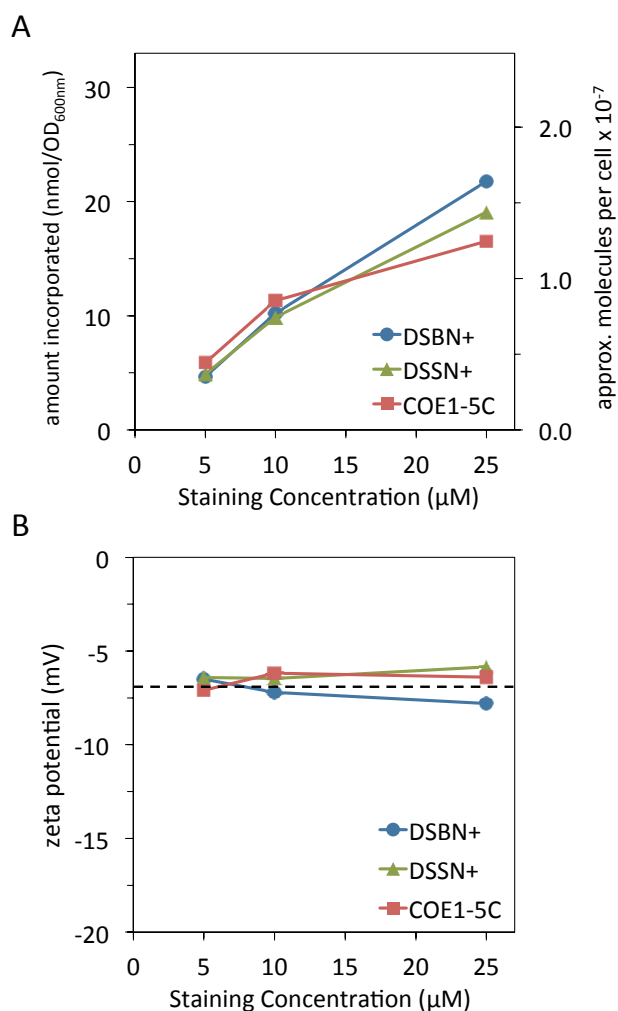 A
amount incorporated (nmol/OD600nm)
30
20
10
0
2.0
1.0
0.0
approx. molecules per cell x 10-7
DSBN+
DSSN+
COE1-5C
0 5 10 15 20 25
Staining Concentration (µM)
B
zeta potential (mV)
0
-5
-10
-15
-20
DSBN+
DSSN+
COE1-5C
0 5 10 15 20 25
Staining Concentration (µM)